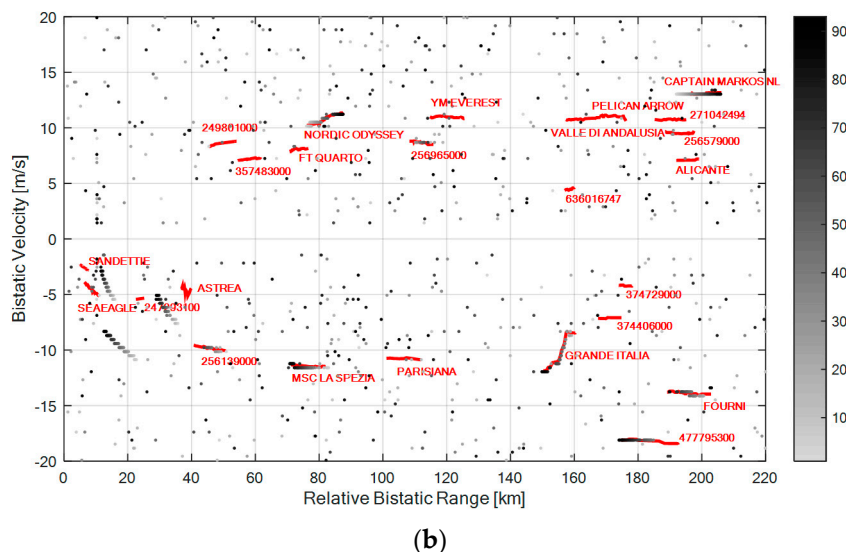 20
15
10
5
0
-5
-10
-15
-20
Bistatic Velocity [m/s]
CAPTAIN MARKOS NL
YM EVEREST
PELICAN ARROW
271042494
249801000
NORDIC ODYSSEY
VALLE DI ANDALUSIA
256579000
FT QUARTO
256965000
357483000
ALICANTE
636016747
SANDETTIE
ASTREA
SEAEAGLE
374729000
374406000
256139000
GRANDE ITALIA
MSC LA SPEZIA
PARISIANA
FOURNI
477795300
0 20 40 60 80 100 120 140 160 180 200 220
Relative Bistatic Range [km]
90
80
70
60
50
40
30
20
10
(b)